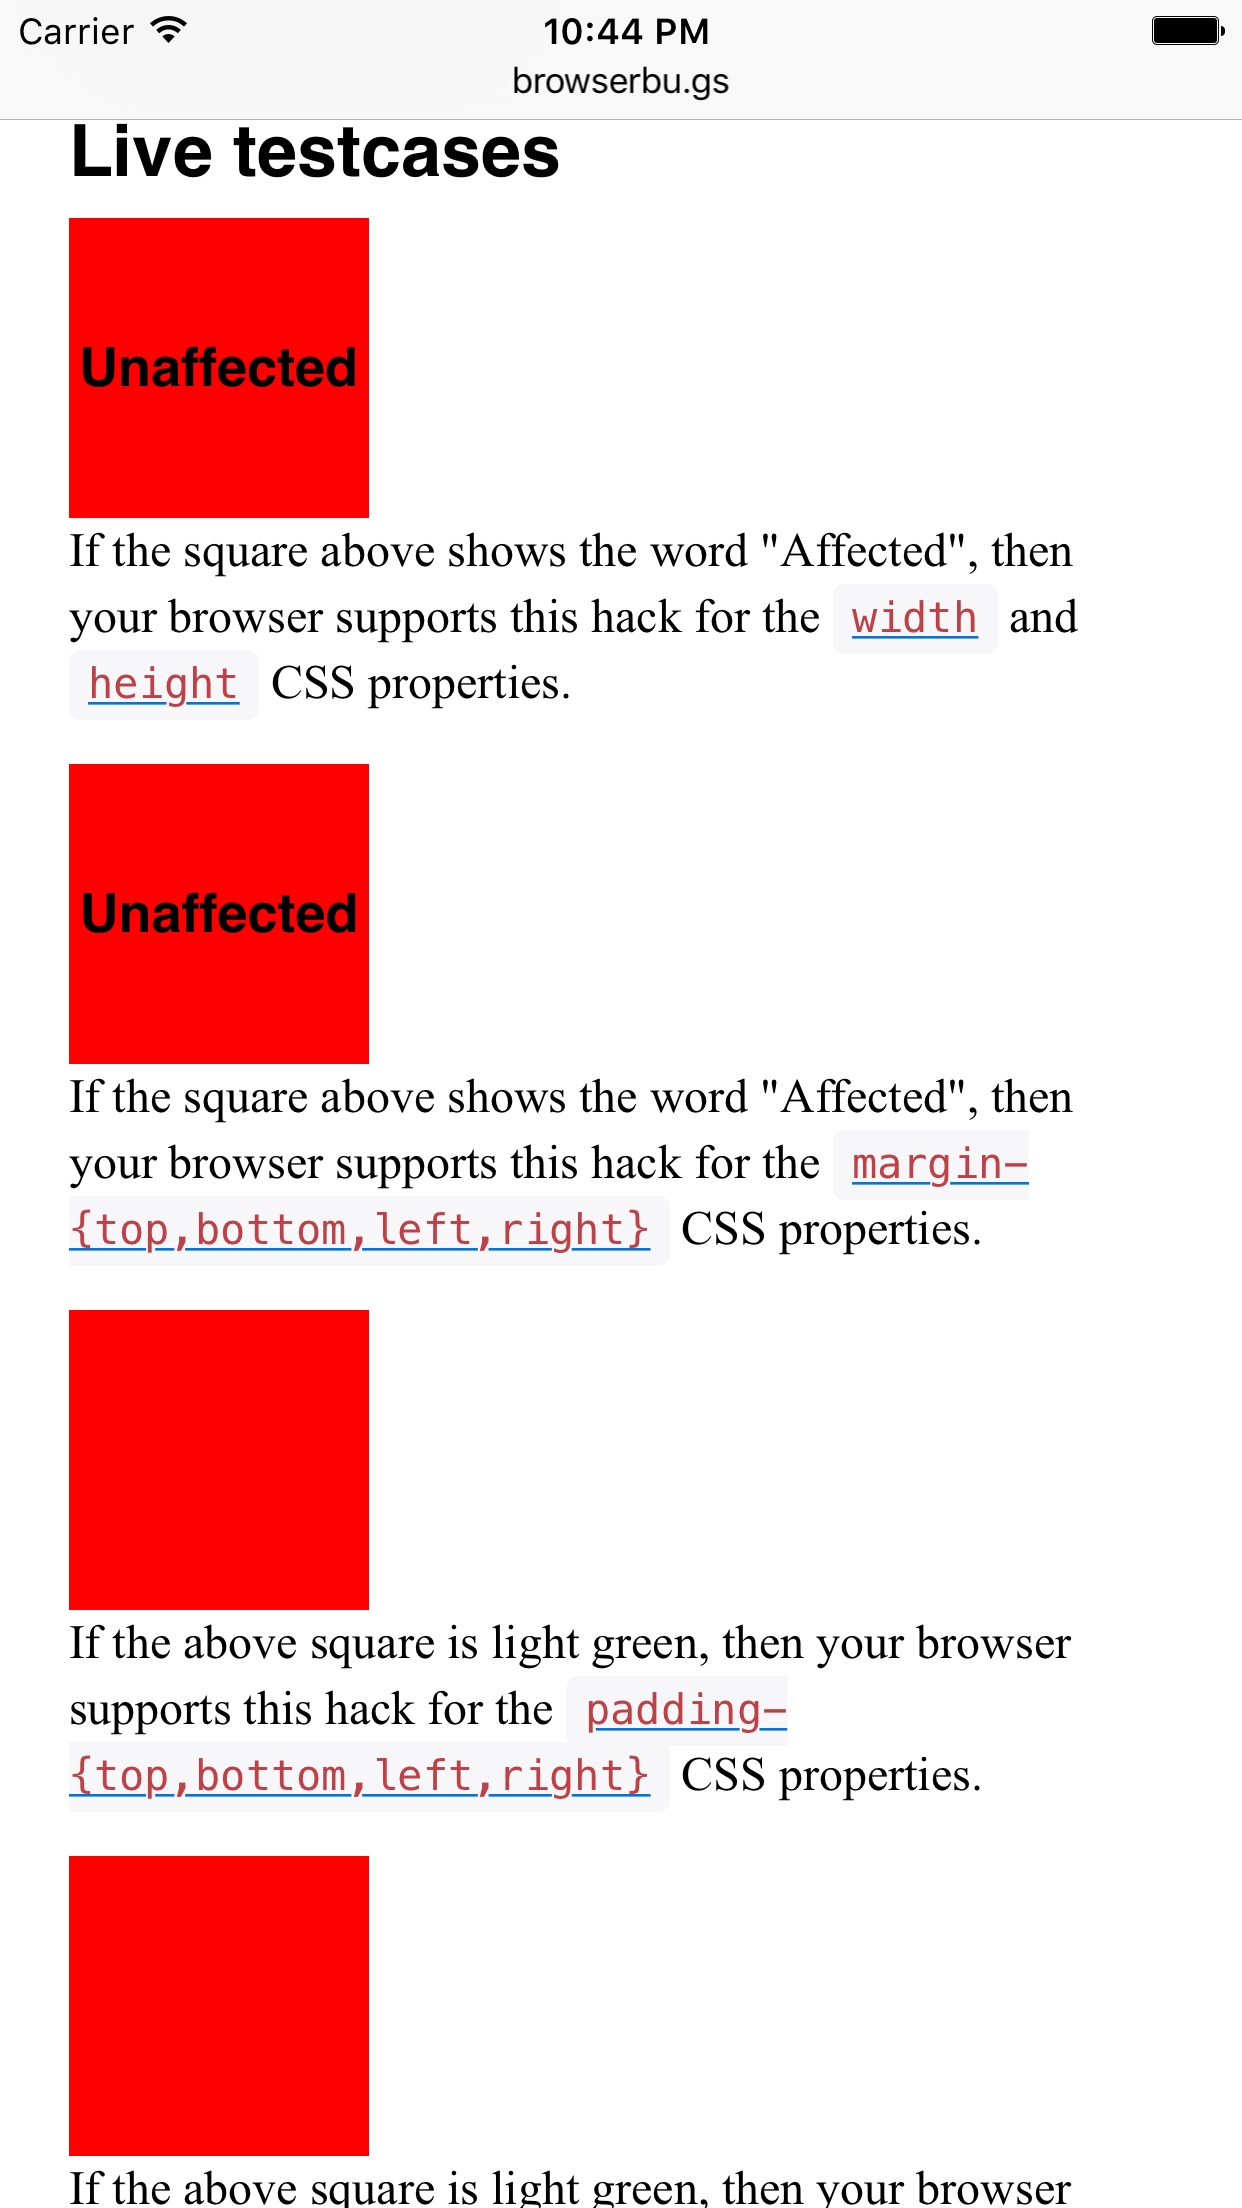 Carrier 10:44 PM
browserbu.gs
Live testcases
Unaffected
If the square above shows the word "Affected", then
your browser supports this hack for the width and
height CSS properties.
Unaffected
If the square above shows the word "Affected", then
your browser supports this hack for the margin-
{top,bottom,left,right} CSS properties.
If the above square is light green, then your browser
supports this hack for the padding-
{top,bottom,left,right} CSS properties.
If the above square is light green, then your browser